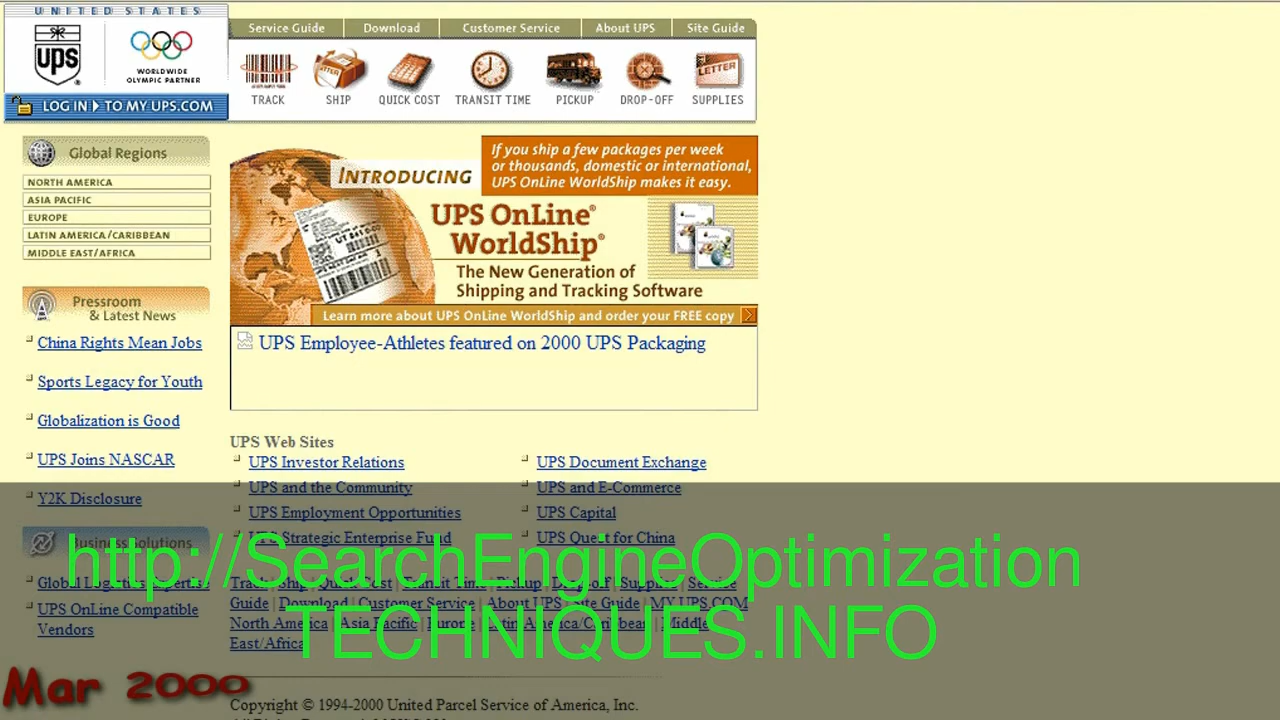 UNITED STATES
ups
WORLDWIDE
OLYMPIC PARTNER
LOG IN TO MY UPS.COM
Service Guide
Download
Customer Service
About UPS
Site Guide
LETTER
LETTER
TRACK
SHIP
QUICK COST
TRANSIT TIME
PICKUP
DROP-OFF
SUPPLIES
Global Regions
NORTH AMERICA
ASIA PACIFIC
EUROPE
LATIN AMERICA/CARIBBEAN
MIDDLE EAST/AFRICA
Pressroom
& Latest News
China Rights Mean Jobs
Sports Legacy for Youth
Globalization is Good
UPS Joins NASCAR
Y2K Disclosure
Business Solutions
Global Logistics Expertise
UPS OnLine Compatible
Vendors
INTRODUCING
If you ship a few packages per week
or thousands, domestic or international,
UPS OnLine WorldShip makes it easy.
UPS OnLine®
WorldShip®
The New Generation of
Shipping and Tracking Software
Learn more about UPS OnLine WorldShip and order your FREE copy
UPS Employee-Athletes featured on 2000 UPS Packaging
UPS Web Sites
UPS Investor Relations
UPS Document Exchange
UPS and the Community
UPS and E-Commerce
UPS Employment Opportunities
UPS Capital
UPS Strategic Enterprise Fund
UPS Quest for China
Track | Ship | Quick Cost | Transit Time | Pickup | Drop-off | Supplies | Service
Guide | Download | Customer Service | About UPS | Site Guide | MY UPS.COM
North America | Asia Pacific | Europe | Latin America/Caribbean | Middle
East/Africa
http://SearchEngineOptimization
TECHNIQUES.INFO
Mar 2000
Copyright © 1994-2000 United Parcel Service of America, Inc.